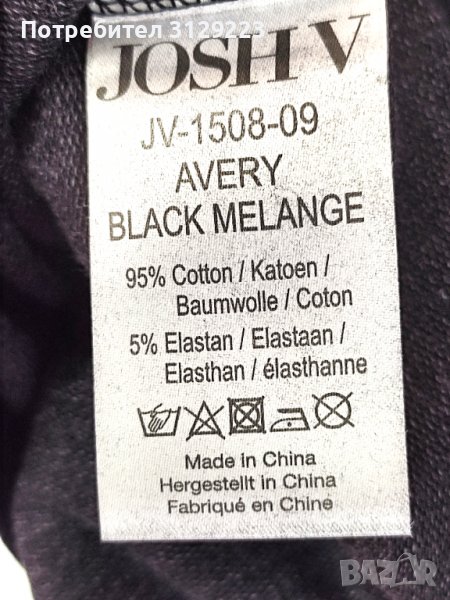 Потребител 3129223
JOSH V
JV-1508-09
AVERY
BLACK MELANGE
95% Cotton / Katoen /
Baumwolle / Coton
5% Elastan / Elastaan /
Elasthan / élasthanne
Made in China
Hergestellt in China
Fabriqué en Chine
BAZAR